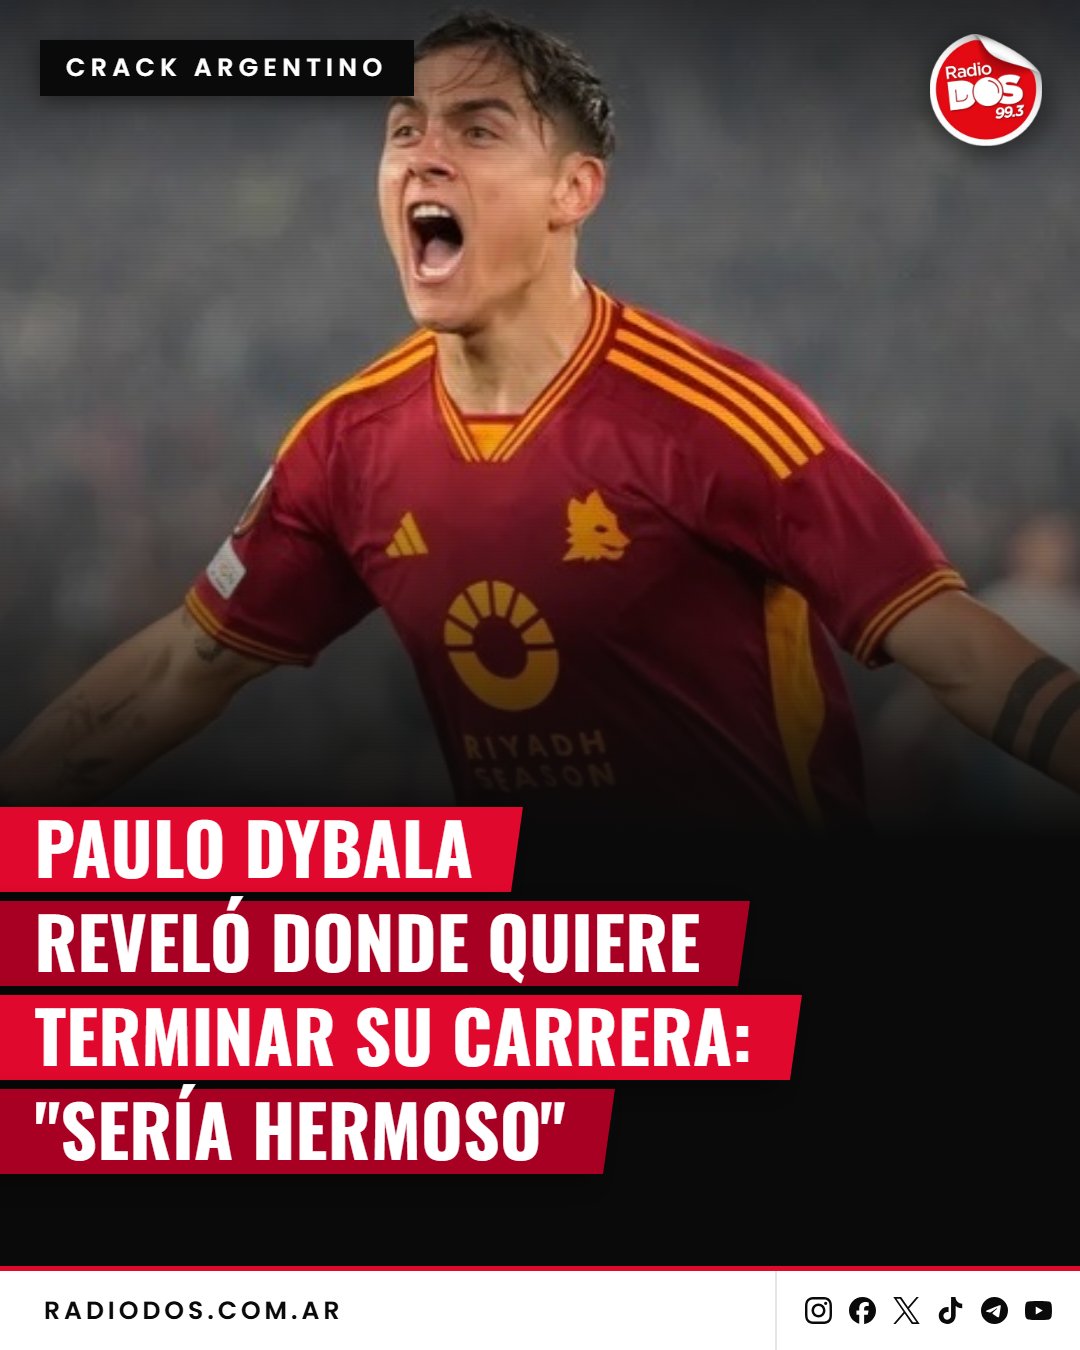 CRACK ARGENTINO
Radio
DOS
99.3
RIYADH
SEASON
PAULO DYBALA
REVELÓ DONDE QUIERE
TERMINAR SU CARRERA:
"SERÍA HERMOSO"
RADIODOS.COM.AR